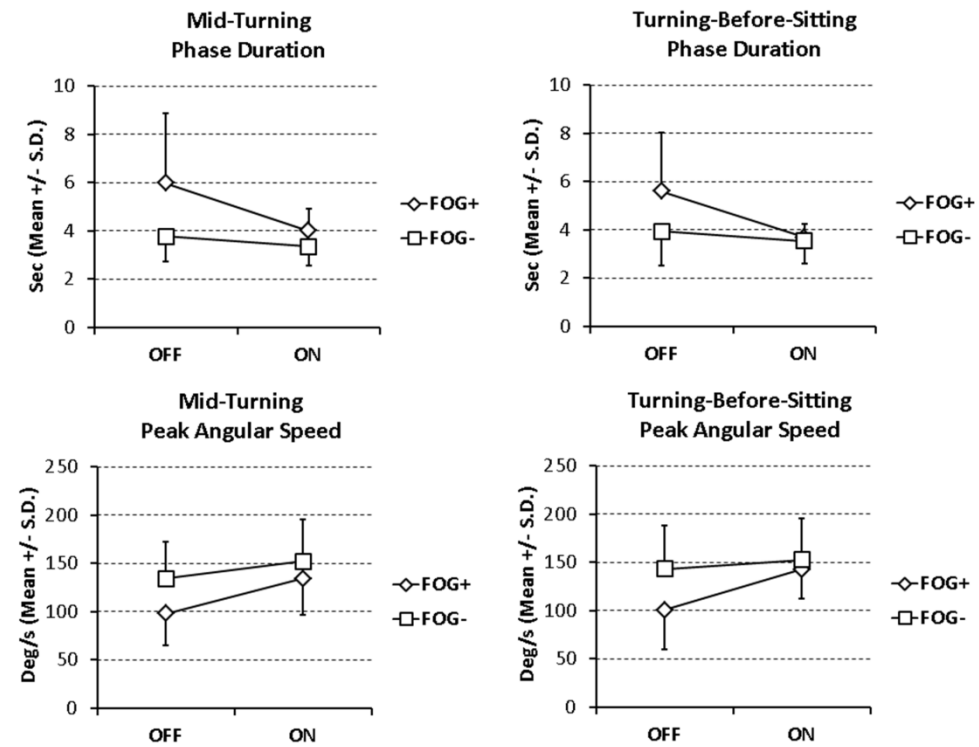 Mid-Turning
Phase Duration
10
8
6
4
2
0
Sec (Mean +/- S.D.)
OFF
ON
FOG+
FOG-
Turning-Before-Sitting
Phase Duration
10
8
6
4
2
0
Sec (Mean +/- S.D.)
OFF
ON
FOG+
FOG-
Mid-Turning
Peak Angular Speed
250
200
150
100
50
0
Deg/s (Mean +/- S.D.)
OFF
ON
FOG+
FOG-
Turning-Before-Sitting
Peak Angular Speed
250
200
150
100
50
0
Deg/s (Mean +/- S.D.)
OFF
ON
FOG+
FOG-